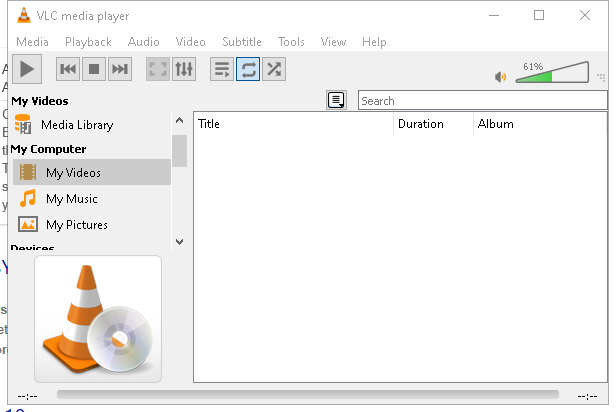 VLC media player
Media Playback Audio Video Subtitle Tools View Help
61%
My Videos
Search
Media Library
Title Duration Album
My Computer
My Videos
My Music
My Pictures
Devices
--:-- --:--